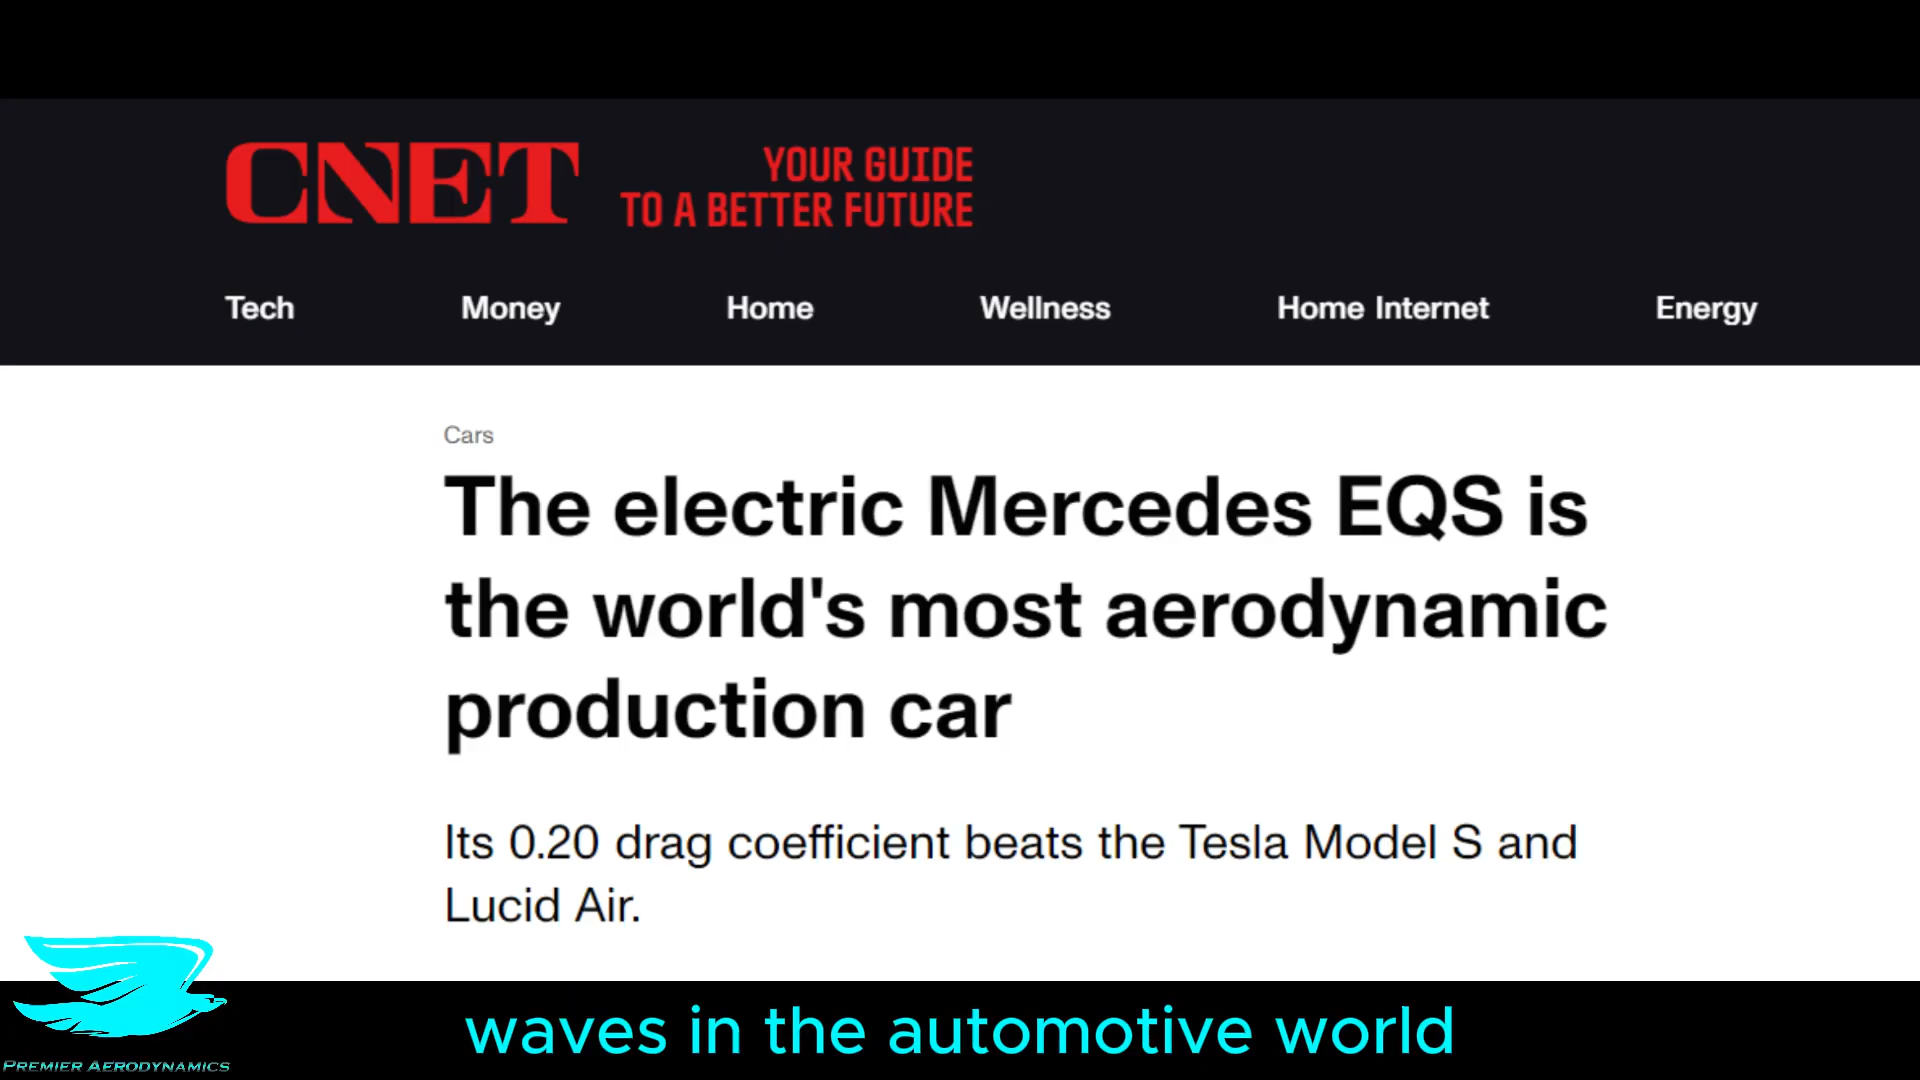 CNET
YOUR GUIDE
TO A BETTER FUTURE
Tech Money Home Wellness Home Internet Energy
Cars
The electric Mercedes EQS is
the world's most aerodynamic
production car
Its 0.20 drag coefficient beats the Tesla Model S and
Lucid Air.
waves in the automotive world
PREMIER AERODYNAMICS